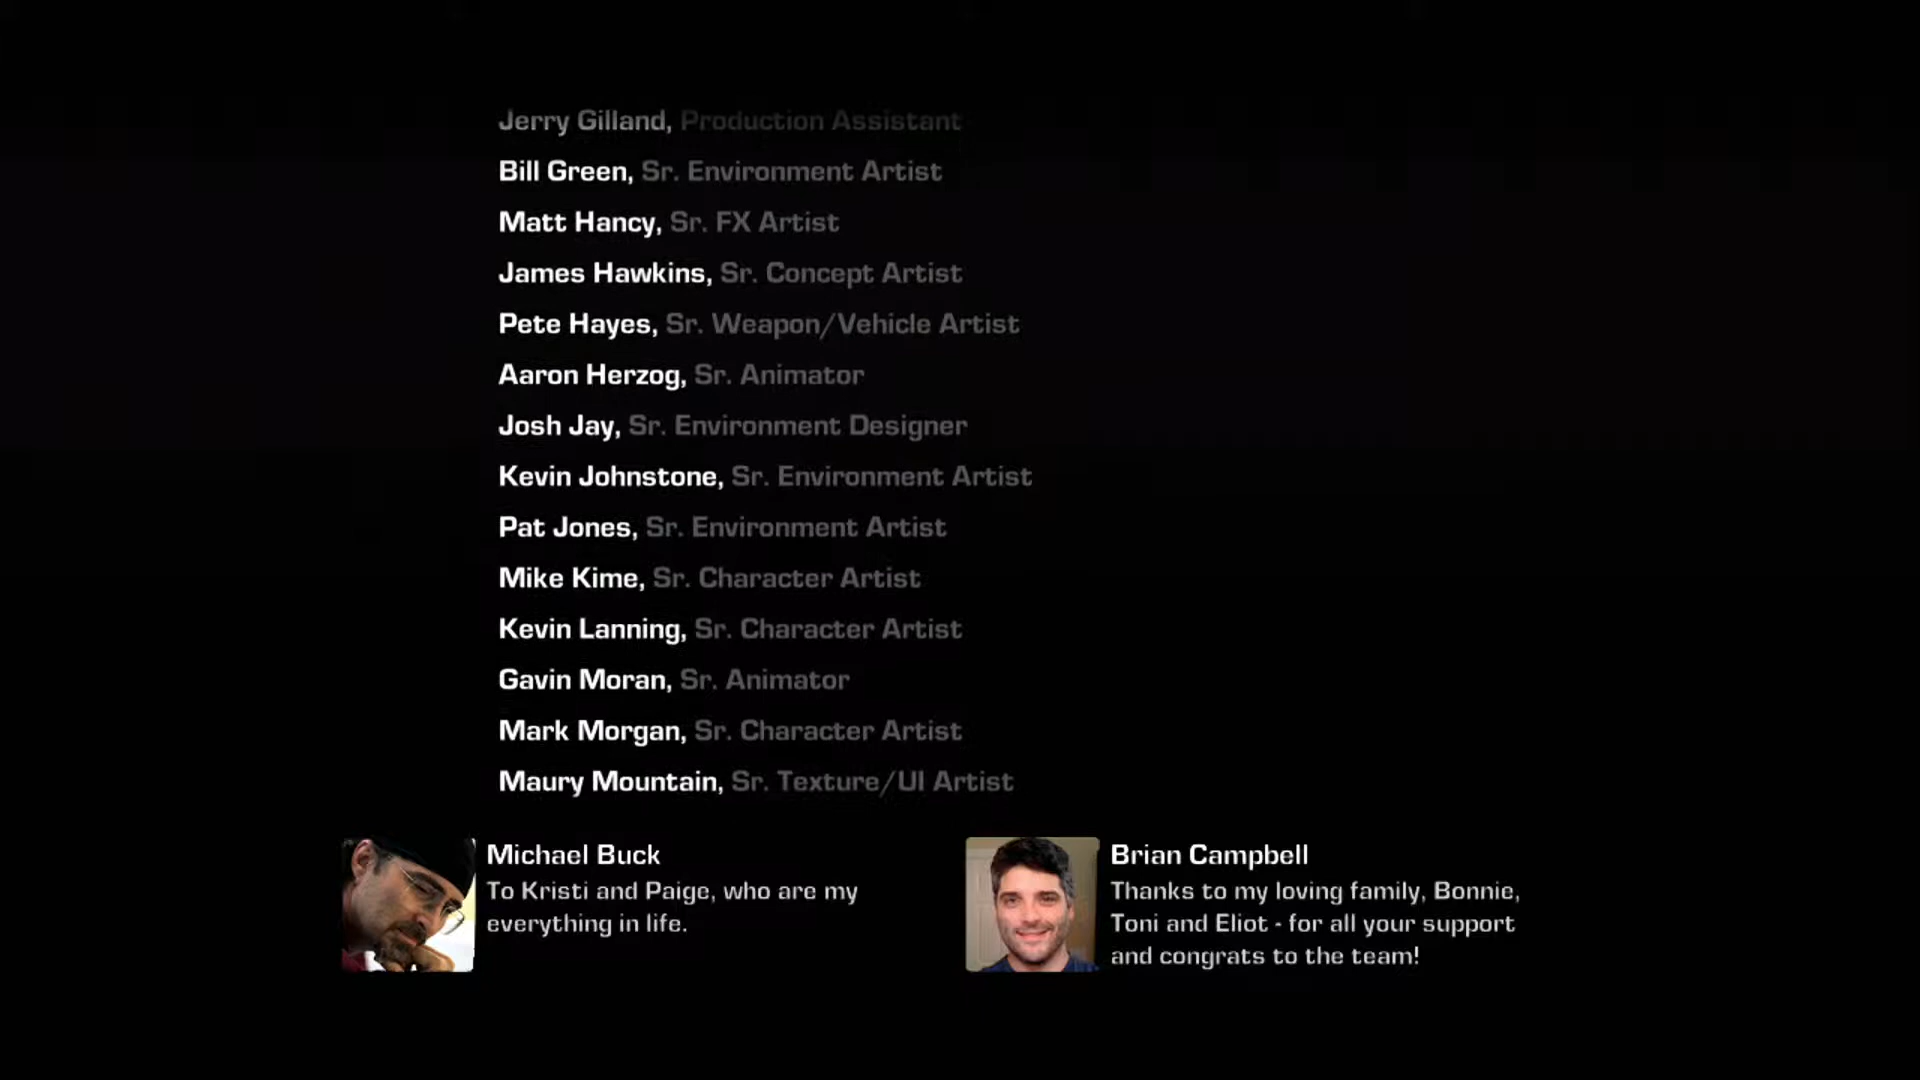 Jerry Gilland, Production Assistant
Bill Green, Sr. Environment Artist
Matt Hancy, Sr. FX Artist
James Hawkins, Sr. Concept Artist
Pete Hayes, Sr. Weapon/Vehicle Artist
Aaron Herzog, Sr. Animator
Josh Jay, Sr. Environment Designer
Kevin Johnstone, Sr. Environment Artist
Pat Jones, Sr. Environment Artist
Mike Kime, Sr. Character Artist
Kevin Lanning, Sr. Character Artist
Gavin Moran, Sr. Animator
Mark Morgan, Sr. Character Artist
Maury Mountain, Sr. Texture/UI Artist
Michael Buck
To Kristi and Paige, who are my
everything in life.
Brian Campbell
Thanks to my loving family, Bonnie,
Toni and Eliot - for all your support
and congrats to the team!